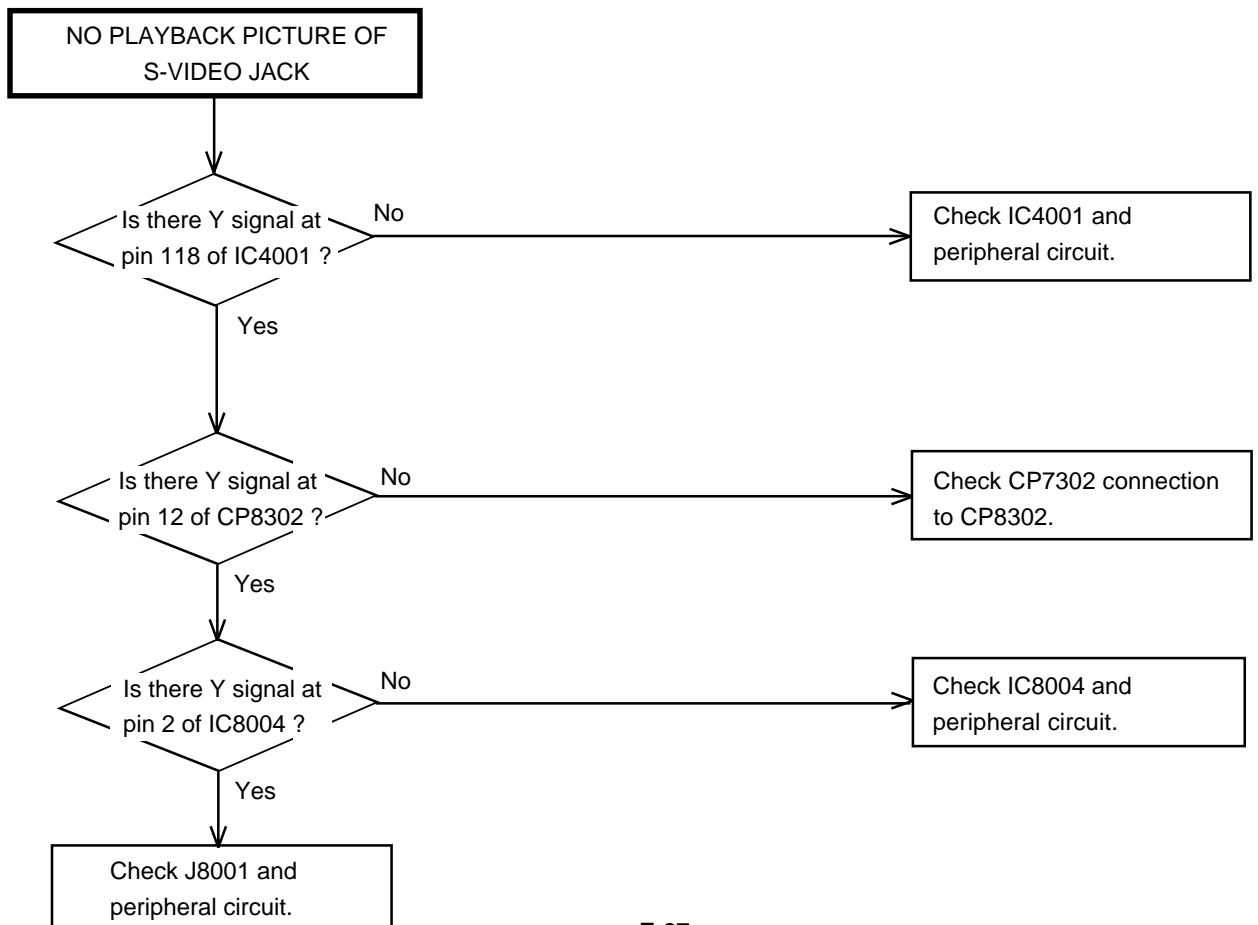 NO PLAYBACK PICTURE OF
S-VIDEO JACK
Is there Y signal at
pin 118 of IC4001 ?
No
Check IC4001 and
peripheral circuit.
Yes
Is there Y signal at
pin 12 of CP8302 ?
No
Check CP7302 connection
to CP8302.
Yes
Is there Y signal at
pin 2 of IC8004 ?
No
Check IC8004 and
peripheral circuit.
Yes
Check J8001 and
peripheral circuit.